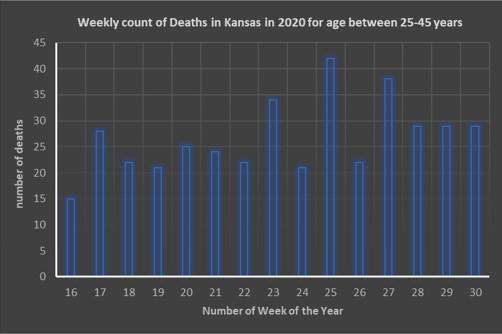 Weekly count of Deaths in Kansas in 2020 for age between 25-45 years
45
40
35
30
25
20
15
10
5
0
number of deaths
16 17 18 19 20 21 22 23 24 25 26 27 28 29 30
Number of Week of the Year